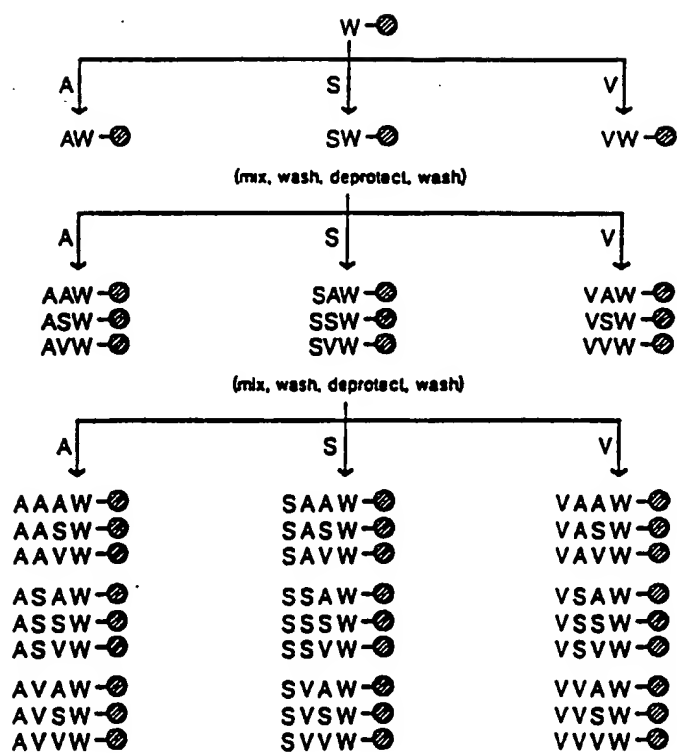 W
A S V
AW SW VW
(mix, wash, deprotect, wash)
A S V
AAW SAW VAW
ASW SSW VSW
AVW SVW VVW
(mix, wash, deprotect, wash)
A S V
AAAW SAAW VAAW
AASW SASW VASW
AAVW SAVW VAVW
ASAW SSAW VSAW
ASSW SSSW VSSW
ASVW SSVW VSVW
AVAW SVAW VVAW
AVSW SVSW VVSW
AVVW SVVW VVVW